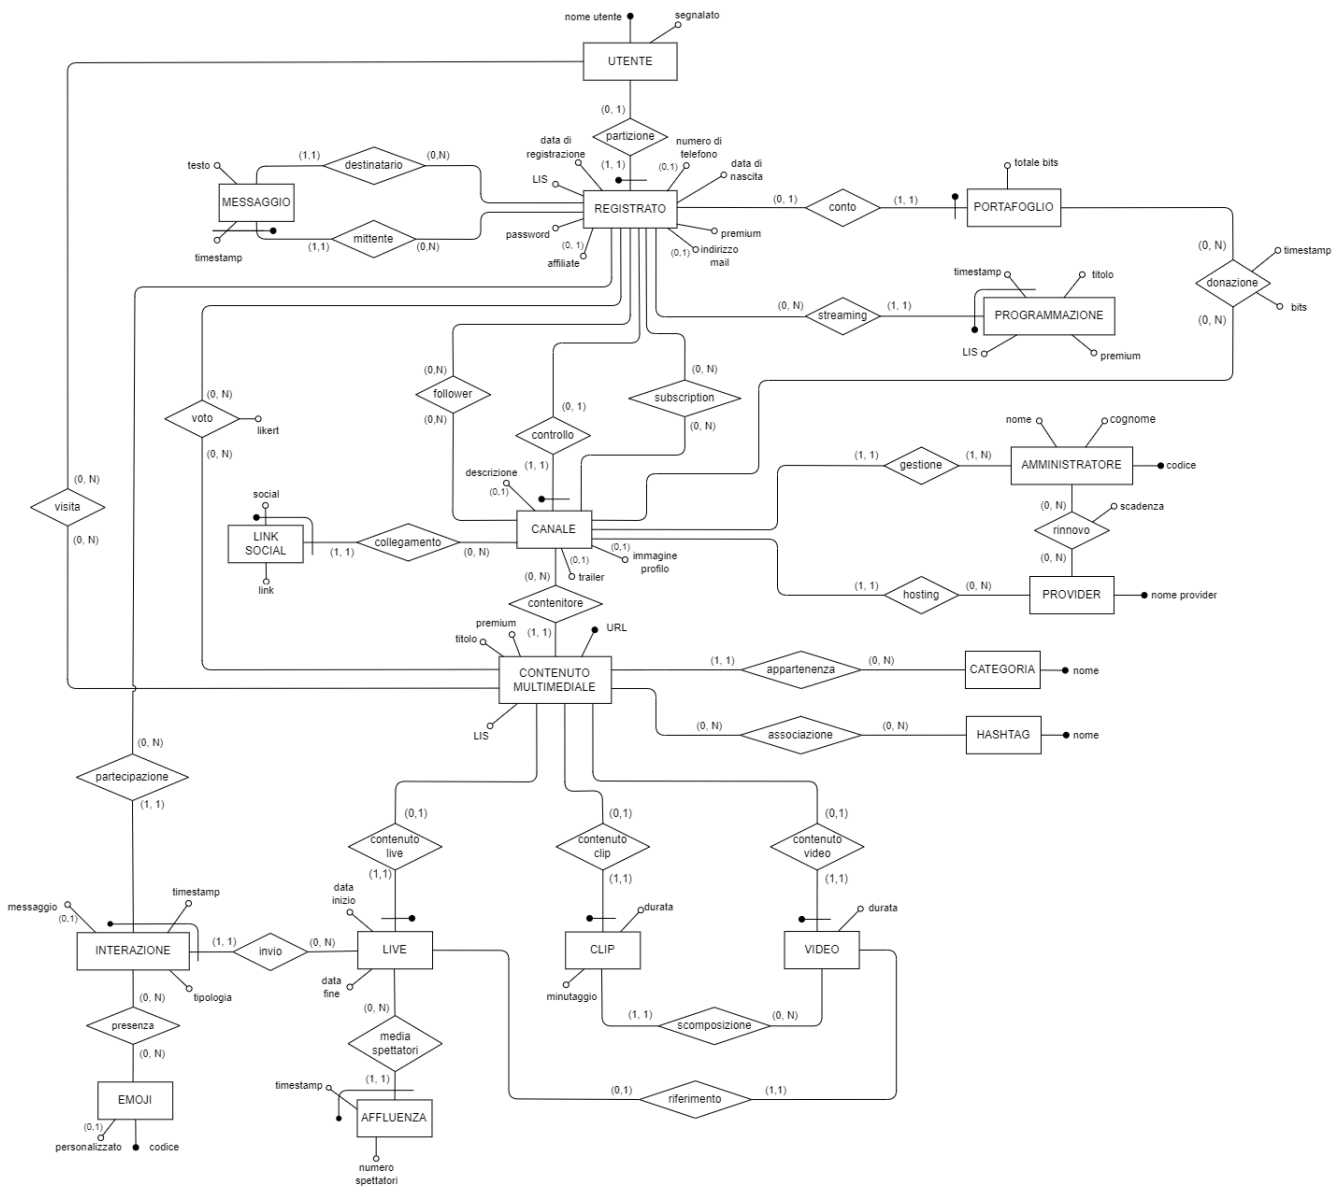 nome utente
segnalato
UTENTE
(0, 1)
partizione
(1, 1)
data di
registrazione
(0,1)
numero di
telefono
data di
nascita
LIS
REGISTRATO
password
(0, 1)
affiliate
(0,1)
indirizzo
mail
premium
testo
(1,1)
destinatario
(0,N)
MESSAGGIO
(1,1)
mittente
(0,N)
timestamp
(0, 1)
conto
(1, 1)
totale bits
PORTAFOGLIO
(0, N)
timestamp
donazione
bits
(0, N)
timestamp
titolo
(0, N)
streaming
(1, 1)
PROGRAMMAZIONE
LIS
premium
(0, N)
voto
likert
(0, N)
(0,N)
follower
(0,N)
(0, 1)
controllo
(1, 1)
(0, N)
subscription
(0, N)
nome
cognome
(1, 1)
gestione
(1, N)
AMMINISTRATORE
codice
(0, N)
rinnovo
scadenza
(0, N)
(1, 1)
hosting
(0, N)
PROVIDER
nome provider
(0, N)
visita
(0, N)
descrizione
(0,1)
CANALE
(0,1)
immagine
profilo
(0,1)
trailer
social
LINK
SOCIAL
link
(1, 1)
collegamento
(0, N)
(0, N)
contenitore
(1, 1)
titolo
premium
URL
CONTENUTO
MULTIMEDIALE
LIS
(1, 1)
appartenenza
(0, N)
CATEGORIA
nome
(0, N)
associazione
(0, N)
HASHTAG
nome
(0, N)
partecipazione
(1, 1)
(0,1)
contenuto
live
(1,1)
(0,1)
contenuto
clip
(1,1)
(0,1)
contenuto
video
(1,1)
messaggio
(0,1)
timestamp
INTERAZIONE
tipologia
(1, 1)
invio
(0, N)
data
inizio
LIVE
data
fine
durata
CLIP
minutaggio
durata
VIDEO
(0, N)
presenza
(0, N)
(0, N)
media
spettatori
(1, 1)
(1, 1)
scomposizione
(0, N)
EMOJI
(0,1)
personalizzato
codice
timestamp
AFFLUENZA
numero
spettatori
(0,1)
riferimento
(1,1)